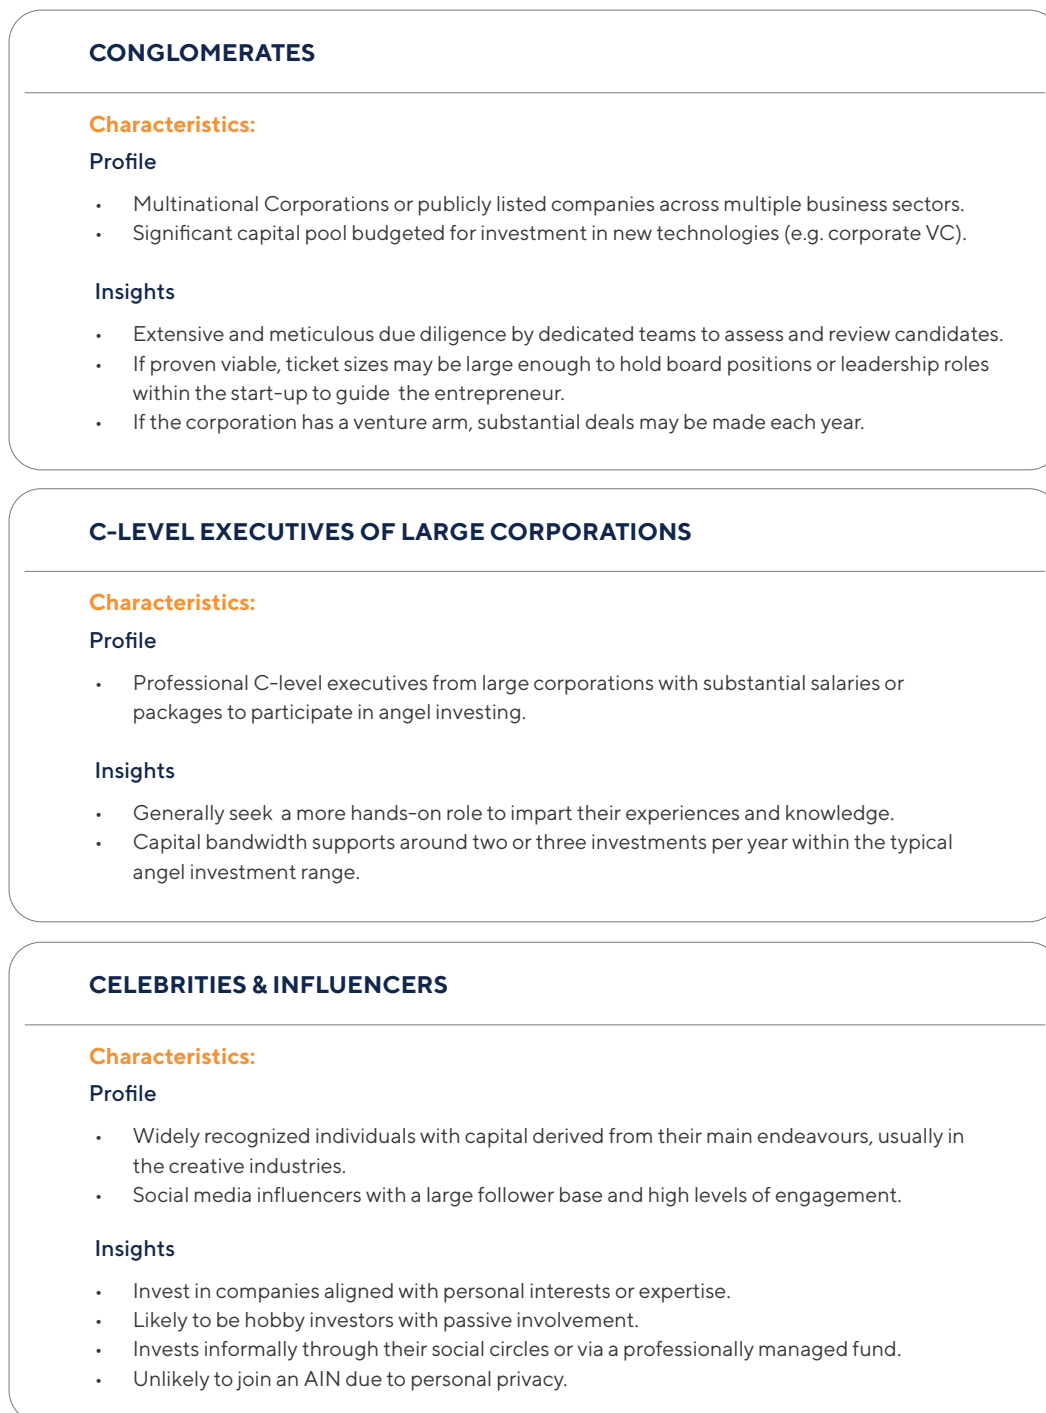 CONGLOMERATES
Characteristics:
Profile
• Multinational Corporations or publicly listed companies across multiple business sectors.
• Significant capital pool budgeted for investment in new technologies (e.g. corporate VC).
Insights
• Extensive and meticulous due diligence by dedicated teams to assess and review candidates.
• If proven viable, ticket sizes may be large enough to hold board positions or leadership roles
within the start-up to guide  the entrepreneur.
• If the corporation has a venture arm, substantial deals may be made each year.
C-LEVEL EXECUTIVES OF LARGE CORPORATIONS
Characteristics:
Profile
• Professional C-level executives from large corporations with substantial salaries or
packages to participate in angel investing.
Insights
• Generally seek  a more hands-on role to impart their experiences and knowledge.
• Capital bandwidth supports around two or three investments per year within the typical
angel investment range.
CELEBRITIES & INFLUENCERS
Characteristics:
Profile
• Widely recognized individuals with capital derived from their main endeavours, usually in
the creative industries.
• Social media influencers with a large follower base and high levels of engagement.
Insights
• Invest in companies aligned with personal interests or expertise.
• Likely to be hobby investors with passive involvement.
• Invests informally through their social circles or via a professionally managed fund.
• Unlikely to join an AIN due to personal privacy.